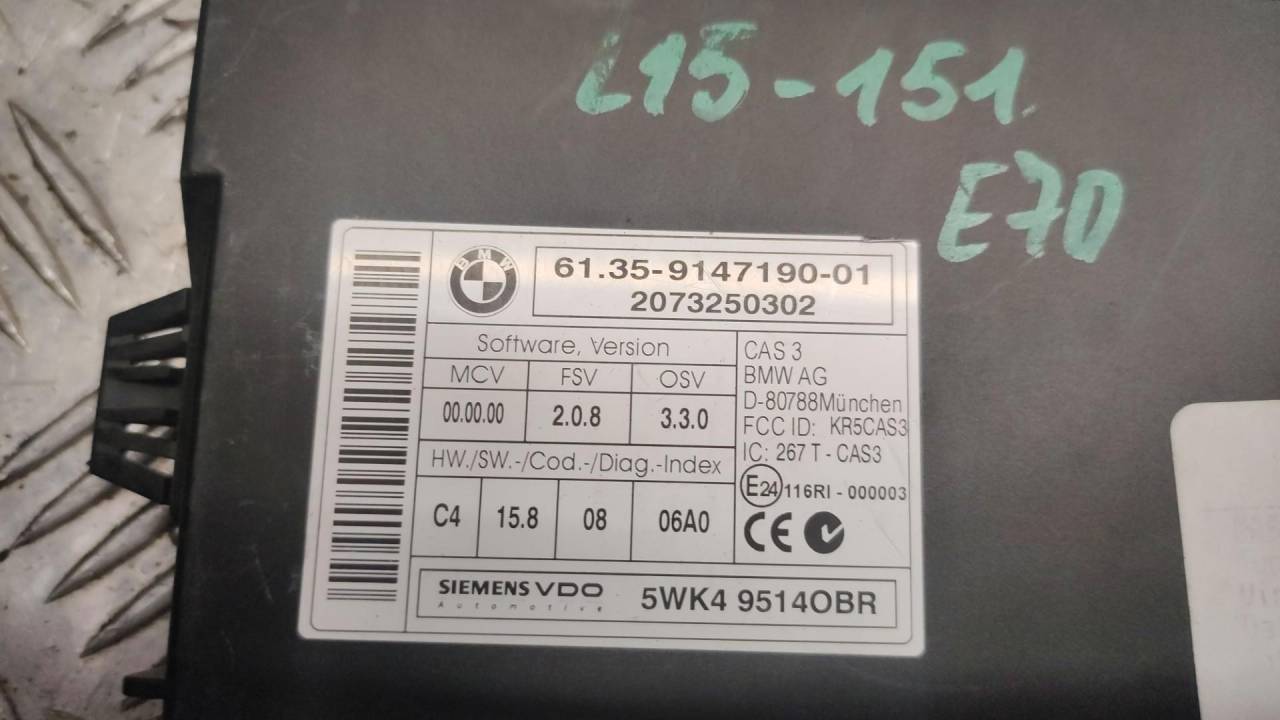 L15-151
E70
BMW
61.35-9147190-01
2073250302
Software, Version
MCV FSV OSV
00.00.00 2.0.8 3.3.0
HW./SW.-/Cod.-/Diag.-Index
C4 15.8 08 06A0
CAS 3
BMW AG
D-80788München
FCC ID: KR5CAS3
IC: 267 T - CAS3
E24 116RI - 000003
CE
SIEMENS VDO
Automotive
5WK4 9514OBR